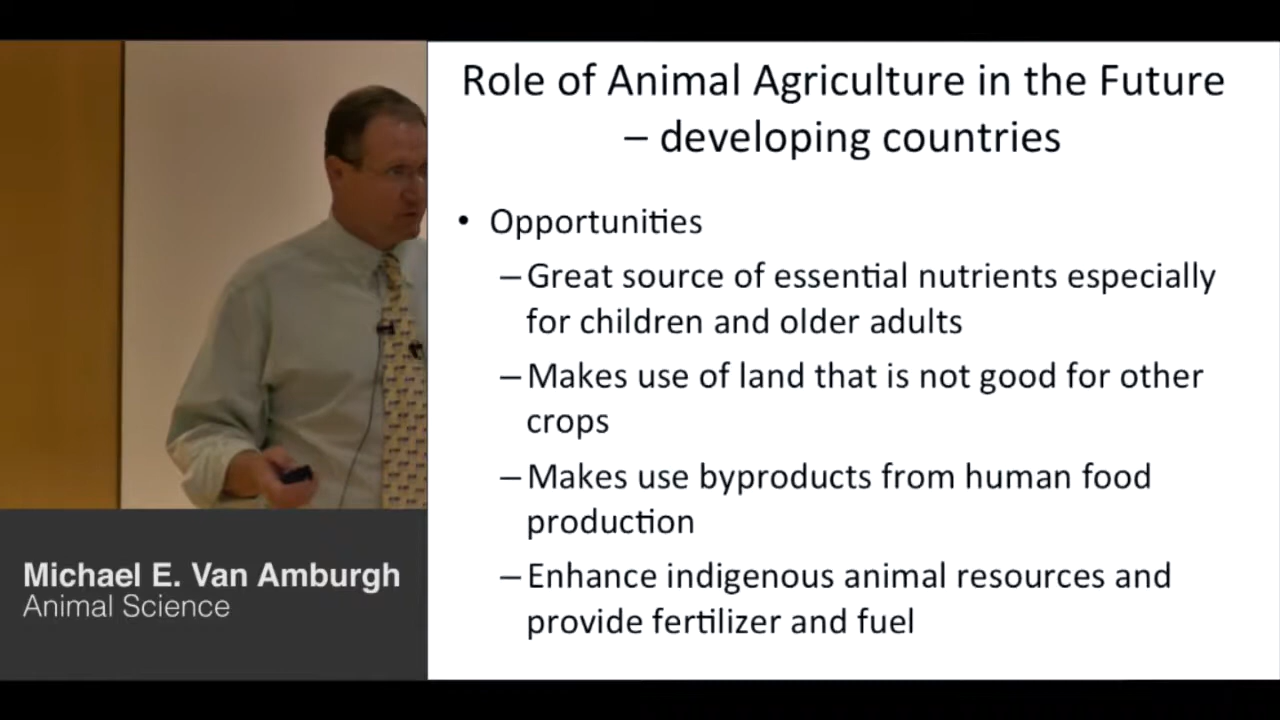 Role of Animal Agriculture in the Future
– developing countries
• Opportunities
– Great source of essential nutrients especially
for children and older adults
– Makes use of land that is not good for other
crops
– Makes use byproducts from human food
production
– Enhance indigenous animal resources and
provide fertilizer and fuel
Michael E. Van Amburgh
Animal Science